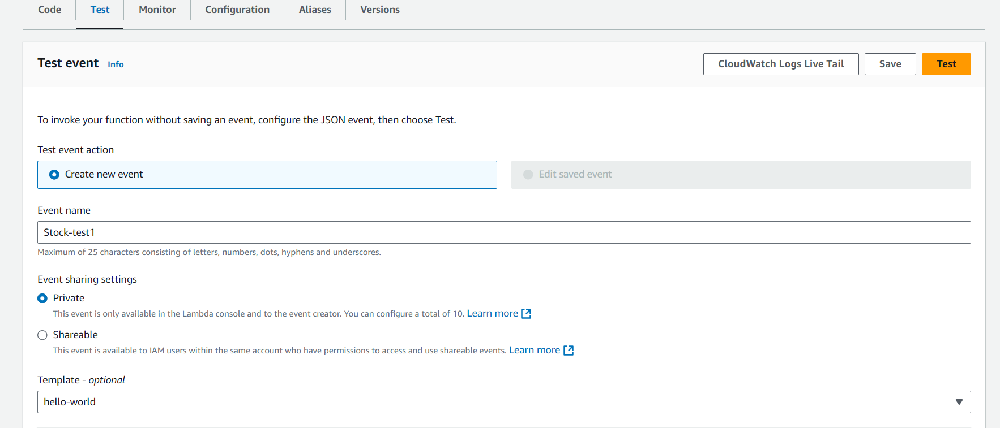 Code Test Monitor Configuration Aliases Versions
Test event Info CloudWatch Logs Live Tail Save Test
To invoke your function without saving an event, configure the JSON event, then choose Test.
Test event action
Create new event Edit saved event
Event name
Stock-test1
Maximum of 25 characters consisting of letters, numbers, dots, hyphens and underscores.
Event sharing settings
Private
This event is only available in the Lambda console and to the event creator. You can configure a total of 10. Learn more
Shareable
This event is available to IAM users within the same account who have permissions to access and use shareable events. Learn more
Template - optional
hello-world